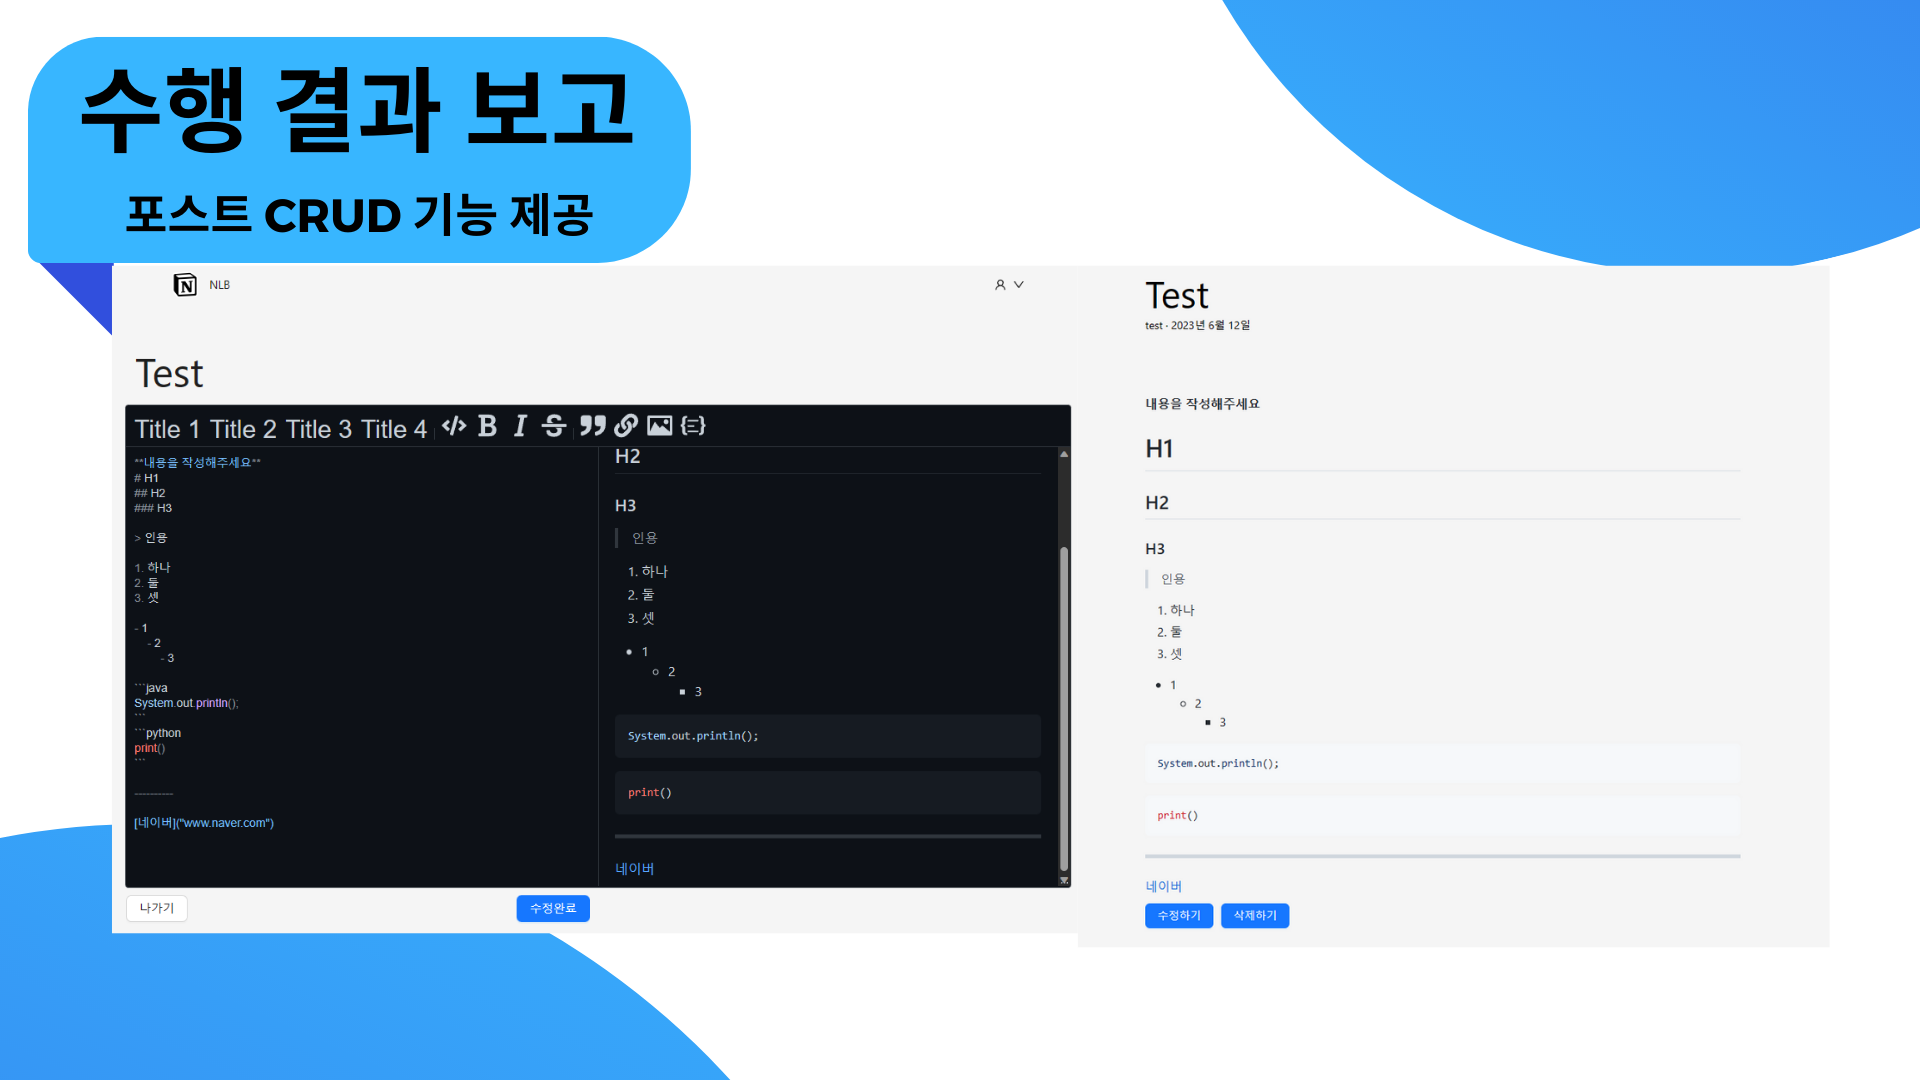 수행 결과 보고
포스트 CRUD 기능 제공
N NLB
Test
Title 1 Title 2 Title 3 Title 4 </> B I S
**내용을 작성해주세요**
# H1
## H2
### H3
> 인용
1. 하나
2. 둘
3. 셋
- 1
- 2
- 3
```java
System.out.println();
```
```python
print()
```
----------
[네이버]("www.naver.com")
H2
H3
인용
1. 하나
2. 둘
3. 셋
1
2
3
System.out.println();
print()
네이버
나가기
수정완료
Test
test · 2023년 6월 12일
내용을 작성해주세요
H1
H2
H3
인용
1. 하나
2. 둘
3. 셋
1
2
3
System.out.println();
print()
네이버
수정하기
삭제하기